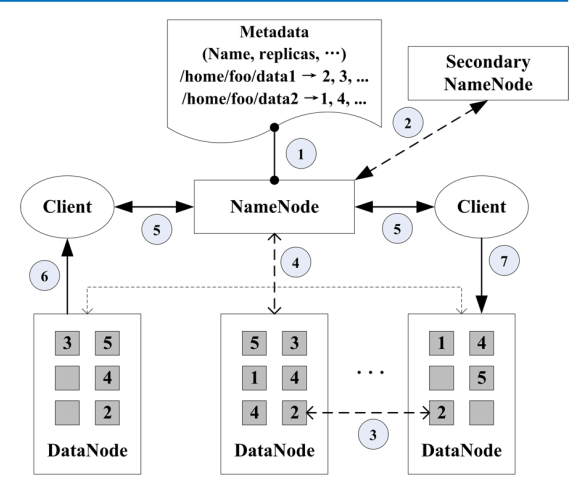 Metadata
(Name, replicas, ···)
/home/foo/data1 → 2, 3, ...
/home/foo/data2 →1, 4, ...
Secondary
NameNode
2
1
Client
NameNode
Client
5
5
6
4
7
3 5
4
2
DataNode
5 3
1 4
4 2
DataNode
· · ·
1 4
5
2
DataNode
3